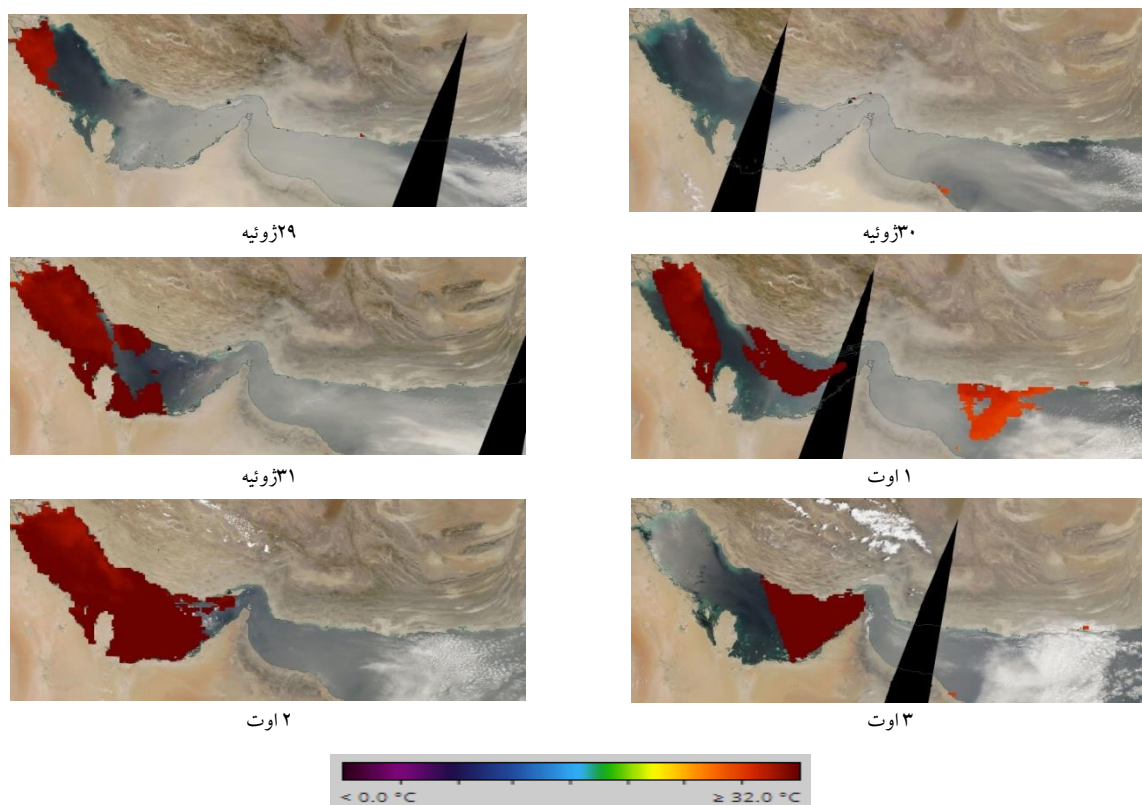 ۲۹ژوئیه
۳۰ژوئیه
۳۱ژوئیه
۱ اوت
۲ اوت
۳ اوت
< 0.0 °C
≥ 32.0 °C